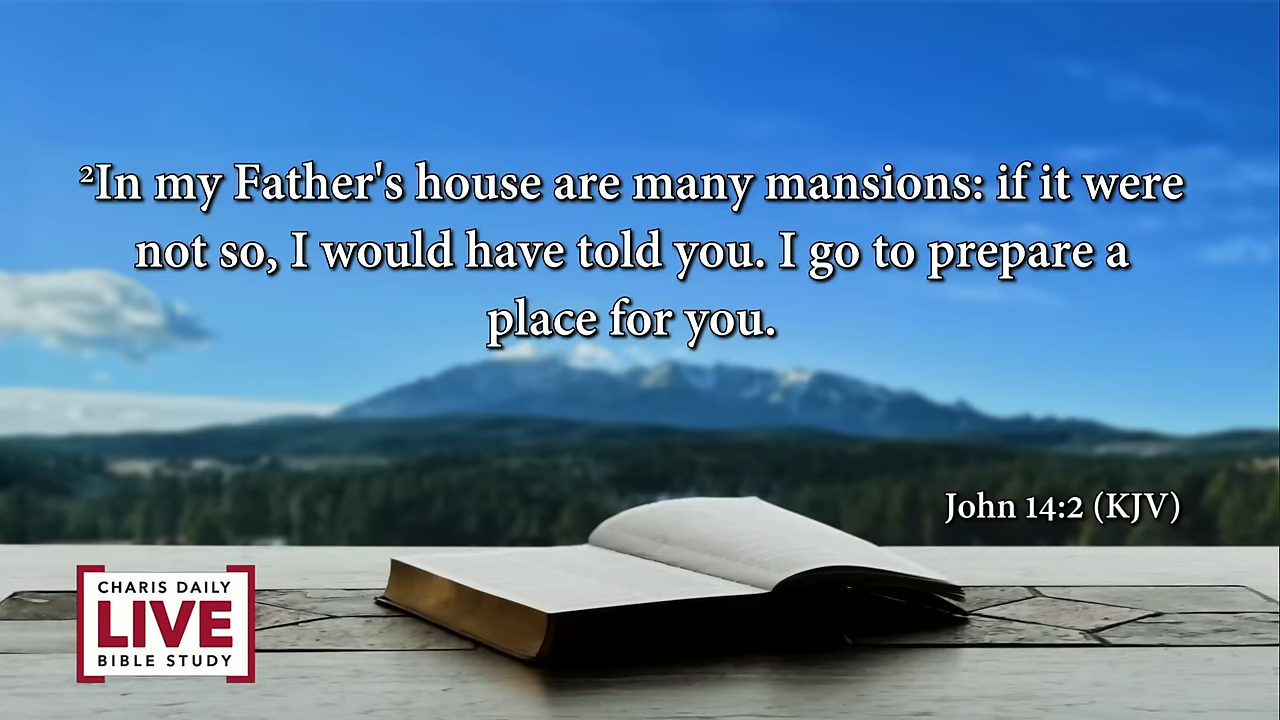 ²In my Father's house are many mansions: if it were
not so, I would have told you. I go to prepare a
place for you.
John 14:2 (KJV)
CHARIS DAILY
LIVE
BIBLE STUDY